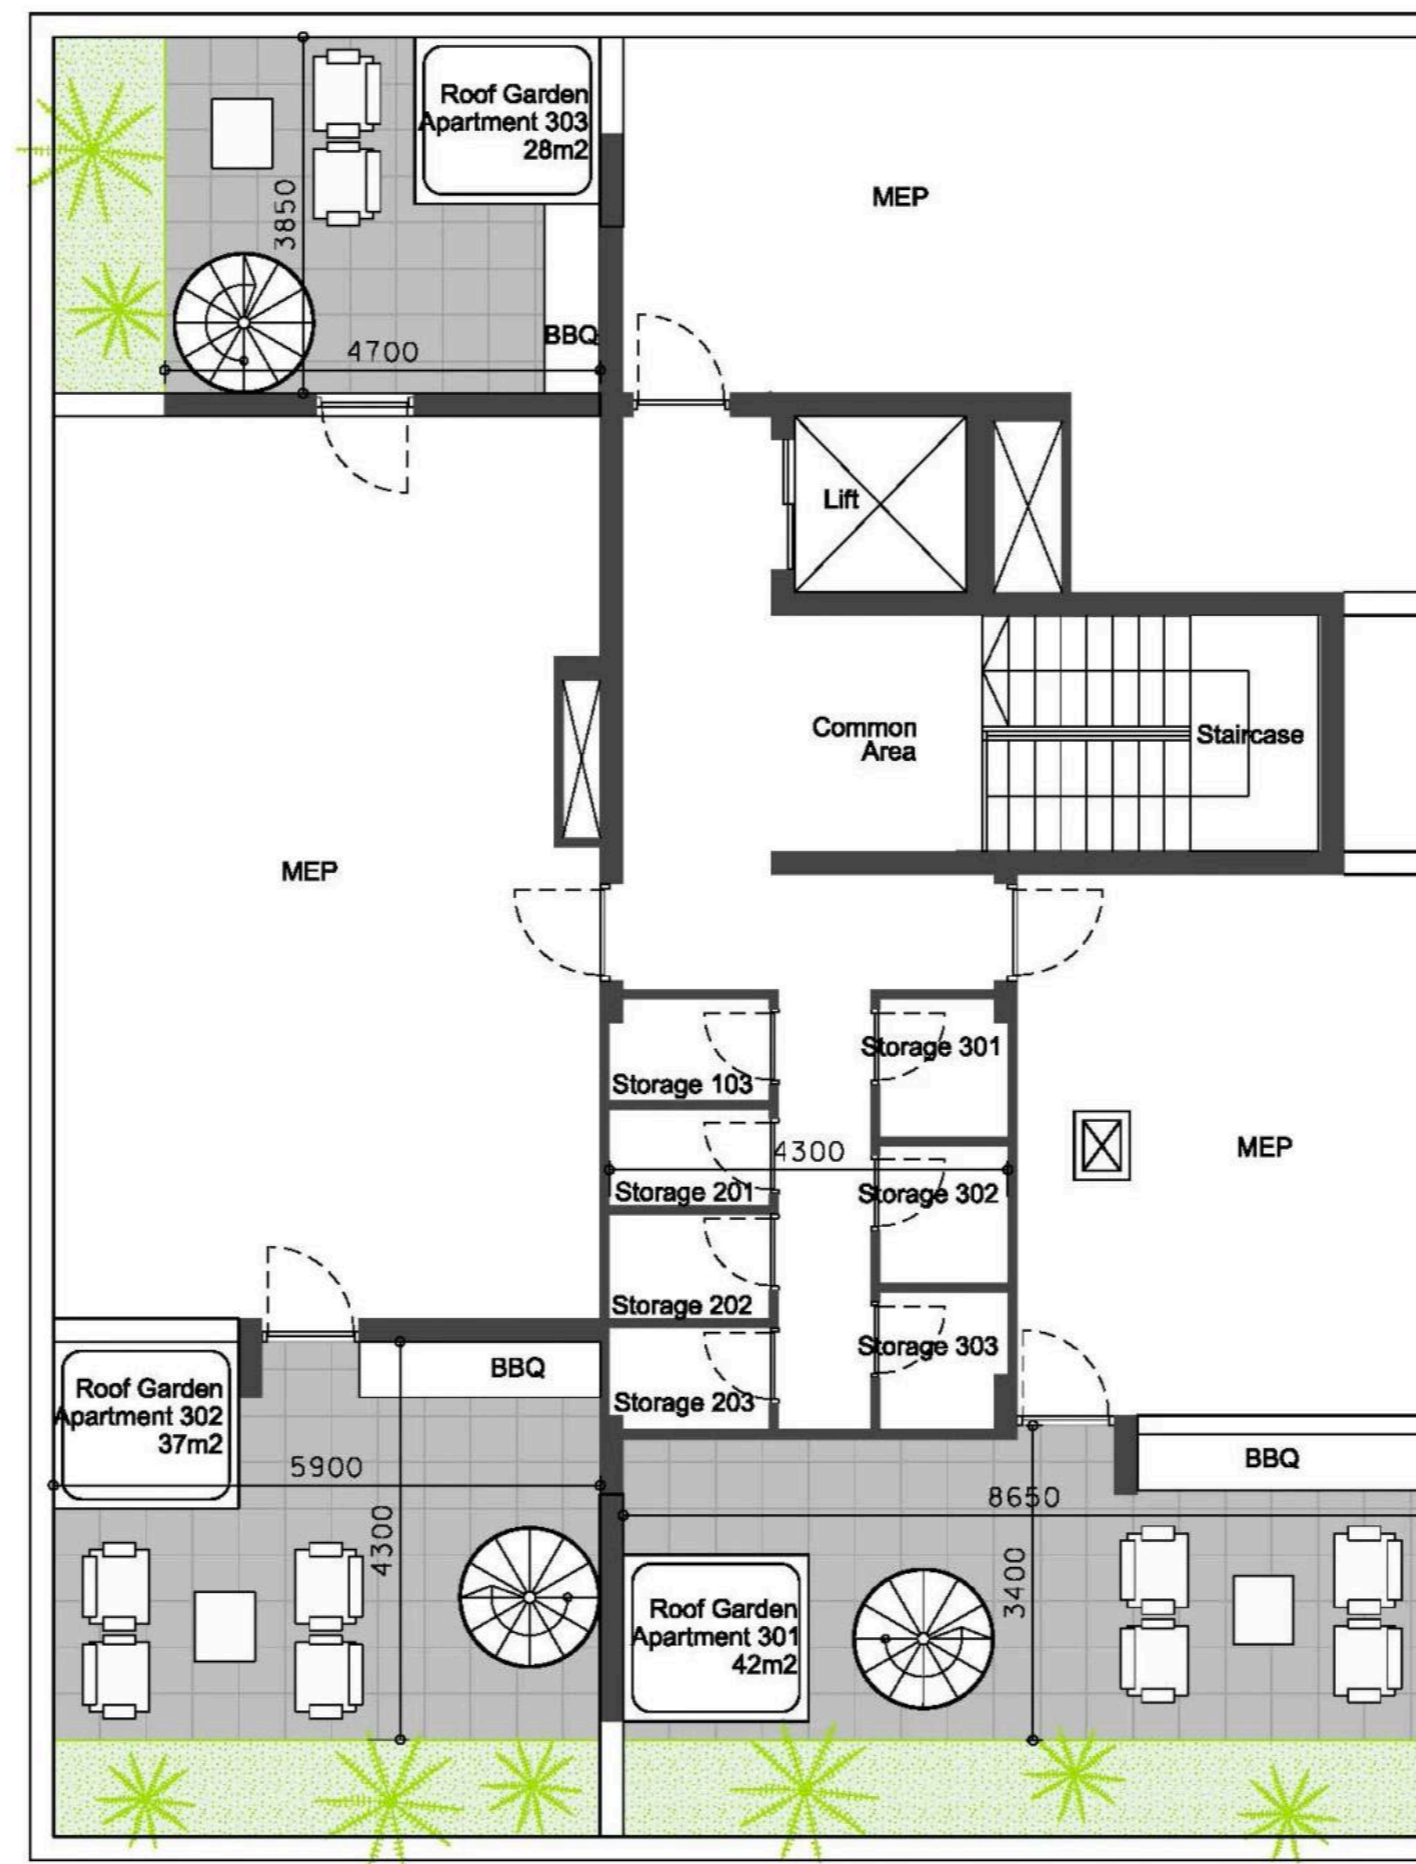 Roof Garden
Apartment 303
28m2
MEP
3850
BBQ
4700
Lift
Common
Area
Staircase
MEP
Storage 301
Storage 103
4300
MEP
Storage 201
Storage 302
Storage 202
Storage 303
BBQ
Roof Garden
Apartment 302
37m2
Storage 203
5900
BBQ
8650
4300
3400
Roof Garden
Apartment 301
42m2